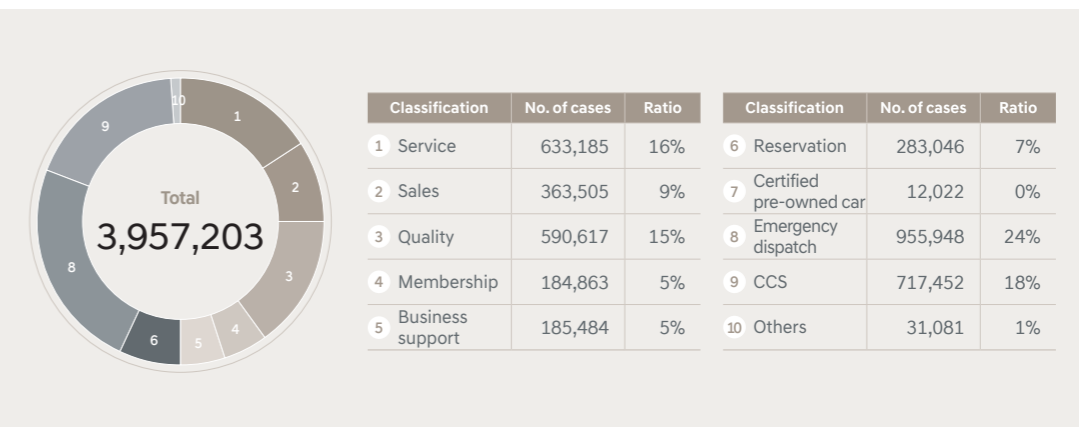 10
1
9
2
Total
3,957,203
8
3
4
5
6
Classification No. of cases Ratio
1 Service 633,185 16%
2 Sales 363,505 9%
3 Quality 590,617 15%
4 Membership 184,863 5%
5 Business
support 185,484 5%
Classification No. of cases Ratio
6 Reservation 283,046 7%
7 Certified
pre-owned car 12,022 0%
8 Emergency
dispatch 955,948 24%
9 CCS 717,452 18%
10 Others 31,081 1%